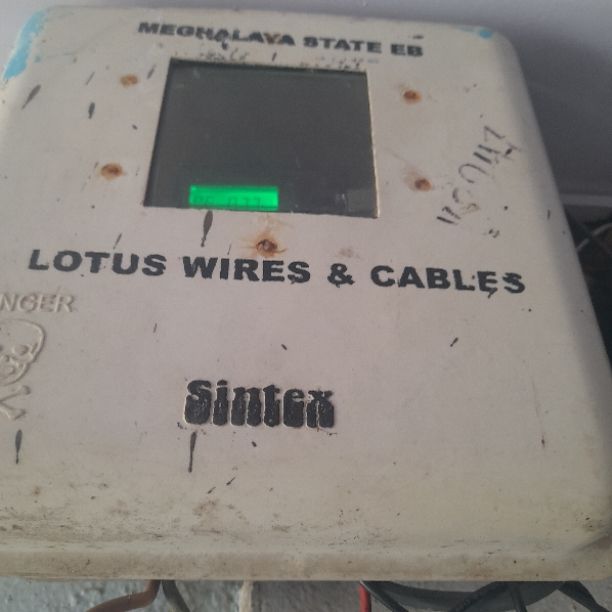 MEGHALAYA STATE EB
LOTUS WIRES & CABLES
NGER
Sintex